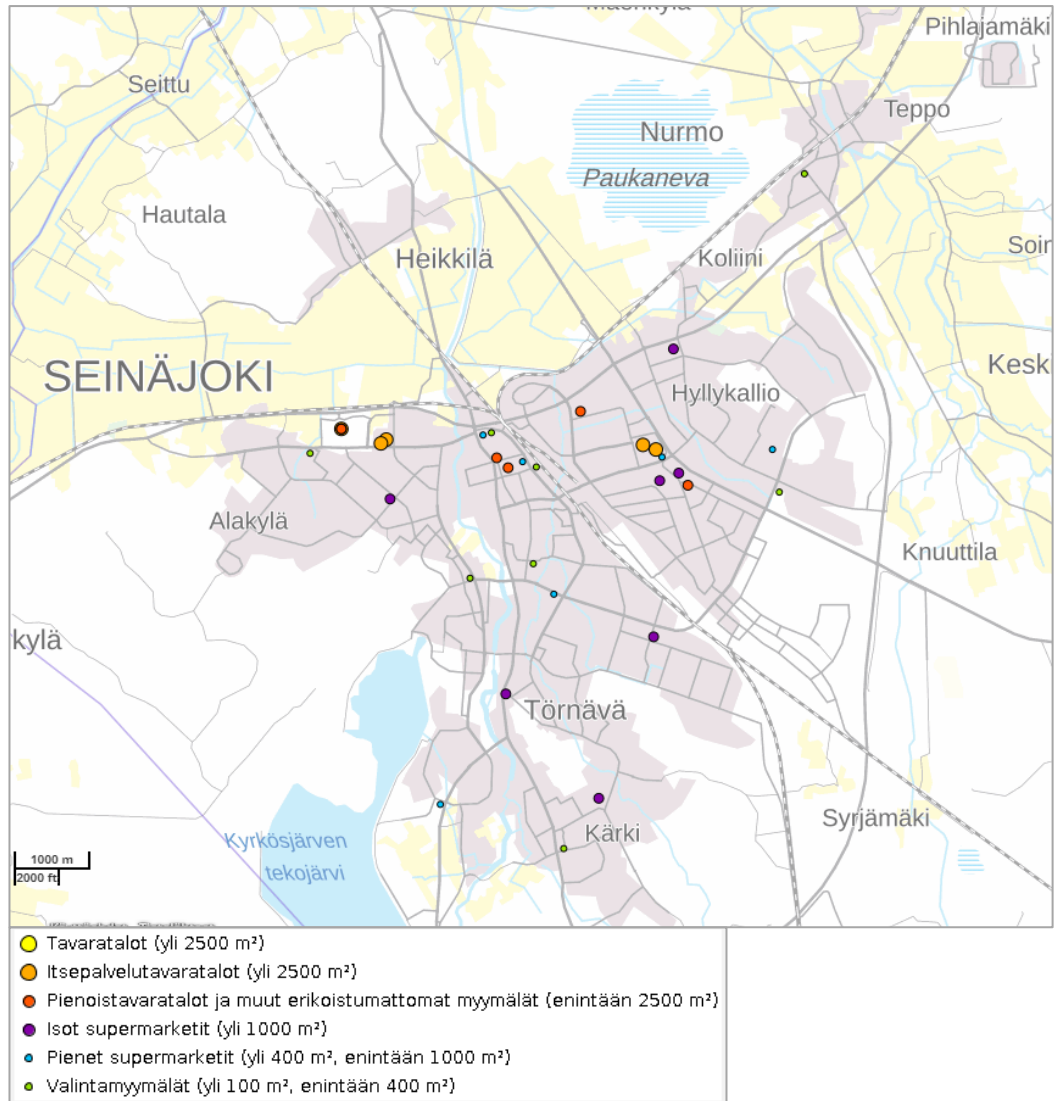 Pihlajamäki
Seittu
Teppo
Nurmo
Paukaneva
Hautala
Soir
Koliini
Heikkilä
SEINÄJOKI
Kesk
Hyllykallio
Alakylä
Knuuttila
kylä
Törnävä
Syrjämäki
Kärki
Kyrkösjärven
tekojärvi
1000 m
2000 ft
Tavaratalot (yli 2500 m²)
Itsepalvelutavaratalot (yli 2500 m²)
Pienoistavaratalot ja muut erikoistumattomat myymälät (enintään 2500 m²)
Isot supermarketit (yli 1000 m²)
Pienet supermarketit (yli 400 m², enintään 1000 m²)
Valintamyymälät (yli 100 m², enintään 400 m²)